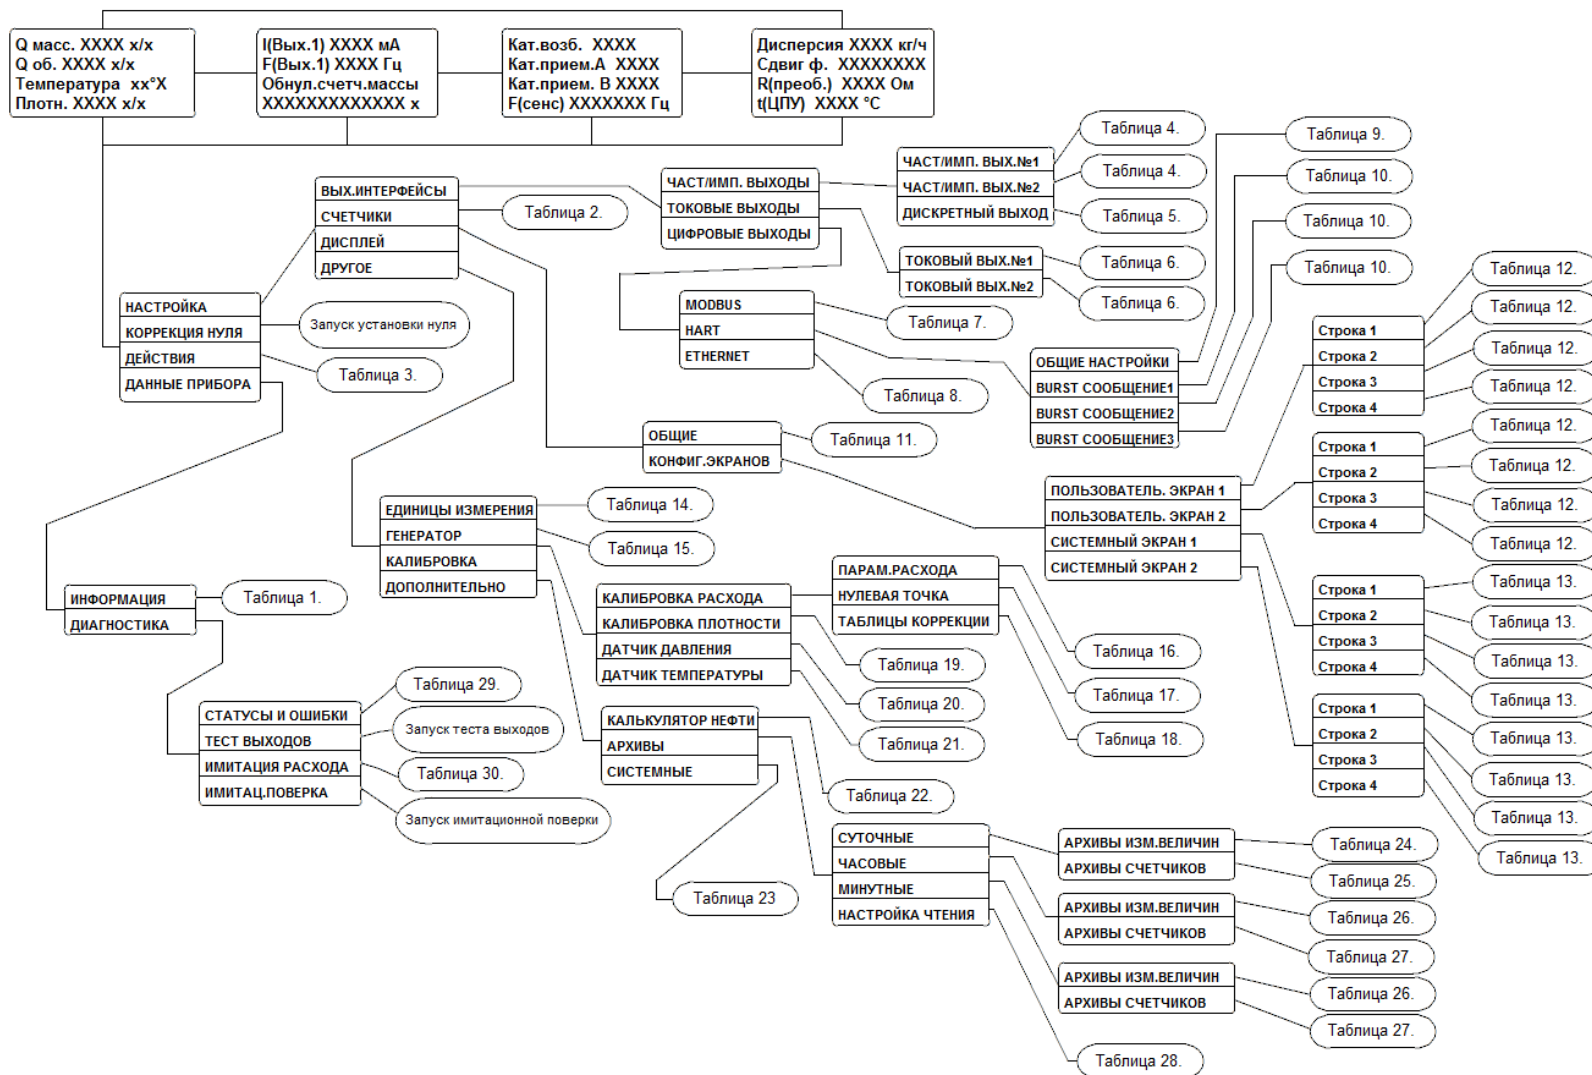 Q масс. XXXX х/х
Q об. XXXX х/х
Температура хх°Х
Плотн. XXXX х/х
I(Вых.1) XXXX мА
F(Вых.1) XXXX Гц
Обнул.счетч.массы
XXXXXXXXXXXXX х
Кат.возб. XXXX
Кат.прием.А XXXX
Кат.прием. В XXXX
F(сенс) XXXXXXX Гц
Дисперсия XXXX кг/ч
Сдвиг ф. XXXXXXXX
R(преоб.) XXXX Ом
t(ЦПУ) XXXX °С
НАСТРОЙКА
КОРРЕКЦИЯ НУЛЯ
ДЕЙСТВИЯ
ДАННЫЕ ПРИБОРА
Запуск установки нуля
Таблица 3.
ВЫХ.ИНТЕРФЕЙСЫ
СЧЕТЧИКИ
ДИСПЛЕЙ
ДРУГОЕ
Таблица 2.
ЧАСТ/ИМП. ВЫХОДЫ
ТОКОВЫЕ ВЫХОДЫ
ЦИФРОВЫЕ ВЫХОДЫ
ЧАСТ/ИМП. ВЫХ.№1
ЧАСТ/ИМП. ВЫХ.№2
ДИСКРЕТНЫЙ ВЫХОД
Таблица 4.
Таблица 4.
Таблица 5.
ТОКОВЫЙ ВЫХ.№1
ТОКОВЫЙ ВЫХ.№2
Таблица 6.
Таблица 6.
MODBUS
HART
ETHERNET
Таблица 7.
Таблица 8.
ОБЩИЕ НАСТРОЙКИ
BURST СООБЩЕНИЕ1
BURST СООБЩЕНИЕ2
BURST СООБЩЕНИЕ3
Таблица 9.
Таблица 10.
Таблица 10.
Таблица 10.
ОБЩИЕ
КОНФИГ.ЭКРАНОВ
Таблица 11.
ПОЛЬЗОВАТЕЛЬ. ЭКРАН 1
ПОЛЬЗОВАТЕЛЬ. ЭКРАН 2
СИСТЕМНЫЙ ЭКРАН 1
СИСТЕМНЫЙ ЭКРАН 2
Строка 1
Строка 2
Строка 3
Строка 4
Таблица 12.
Таблица 12.
Таблица 12.
Таблица 12.
Строка 1
Строка 2
Строка 3
Строка 4
Таблица 12.
Таблица 12.
Таблица 12.
Таблица 12.
Строка 1
Строка 2
Строка 3
Строка 4
Таблица 13.
Таблица 13.
Таблица 13.
Таблица 13.
Строка 1
Строка 2
Строка 3
Строка 4
Таблица 13.
Таблица 13.
Таблица 13.
Таблица 13.
ЕДИНИЦЫ ИЗМЕРЕНИЯ
ГЕНЕРАТОР
КАЛИБРОВКА
ДОПОЛНИТЕЛЬНО
Таблица 14.
Таблица 15.
КАЛИБРОВКА РАСХОДА
КАЛИБРОВКА ПЛОТНОСТИ
ДАТЧИК ДАВЛЕНИЯ
ДАТЧИК ТЕМПЕРАТУРЫ
ПАРАМ.РАСХОДА
НУЛЕВАЯ ТОЧКА
ТАБЛИЦЫ КОРРЕКЦИИ
Таблица 16.
Таблица 17.
Таблица 18.
Таблица 19.
Таблица 20.
Таблица 21.
КАЛЬКУЛЯТОР НЕФТИ
АРХИВЫ
СИСТЕМНЫЕ
Таблица 22.
Таблица 23
СУТОЧНЫЕ
ЧАСОВЫЕ
МИНУТНЫЕ
НАСТРОЙКА ЧТЕНИЯ
АРХИВЫ ИЗМ.ВЕЛИЧИН
АРХИВЫ СЧЕТЧИКОВ
Таблица 24.
Таблица 25.
АРХИВЫ ИЗМ.ВЕЛИЧИН
АРХИВЫ СЧЕТЧИКОВ
Таблица 26.
Таблица 27.
АРХИВЫ ИЗМ.ВЕЛИЧИН
АРХИВЫ СЧЕТЧИКОВ
Таблица 26.
Таблица 27.
Таблица 28.
ИНФОРМАЦИЯ
ДИАГНОСТИКА
Таблица 1.
СТАТУСЫ И ОШИБКИ
ТЕСТ ВЫХОДОВ
ИМИТАЦИЯ РАСХОДА
ИМИТАЦ.ПОВЕРКА
Таблица 29.
Запуск теста выходов
Таблица 30.
Запуск имитационной поверки